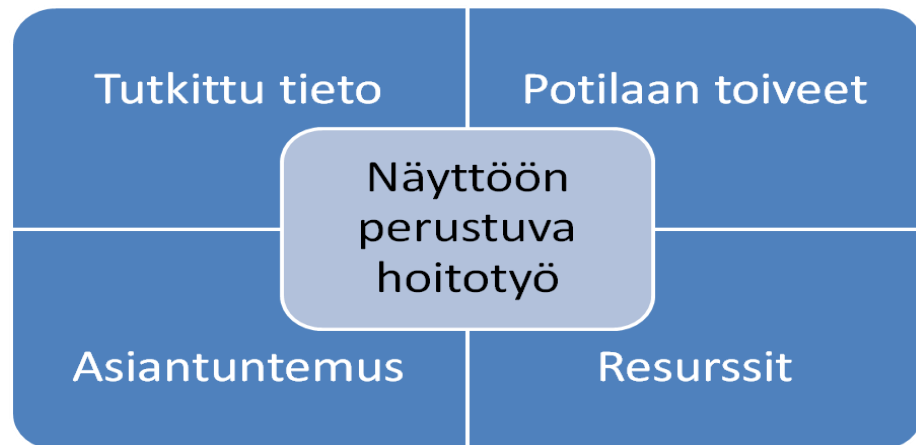 Tutkittu tieto
Potilaan toiveet
Näyttöön
perustuva
hoitotyö
Asiantuntemus
Resurssit